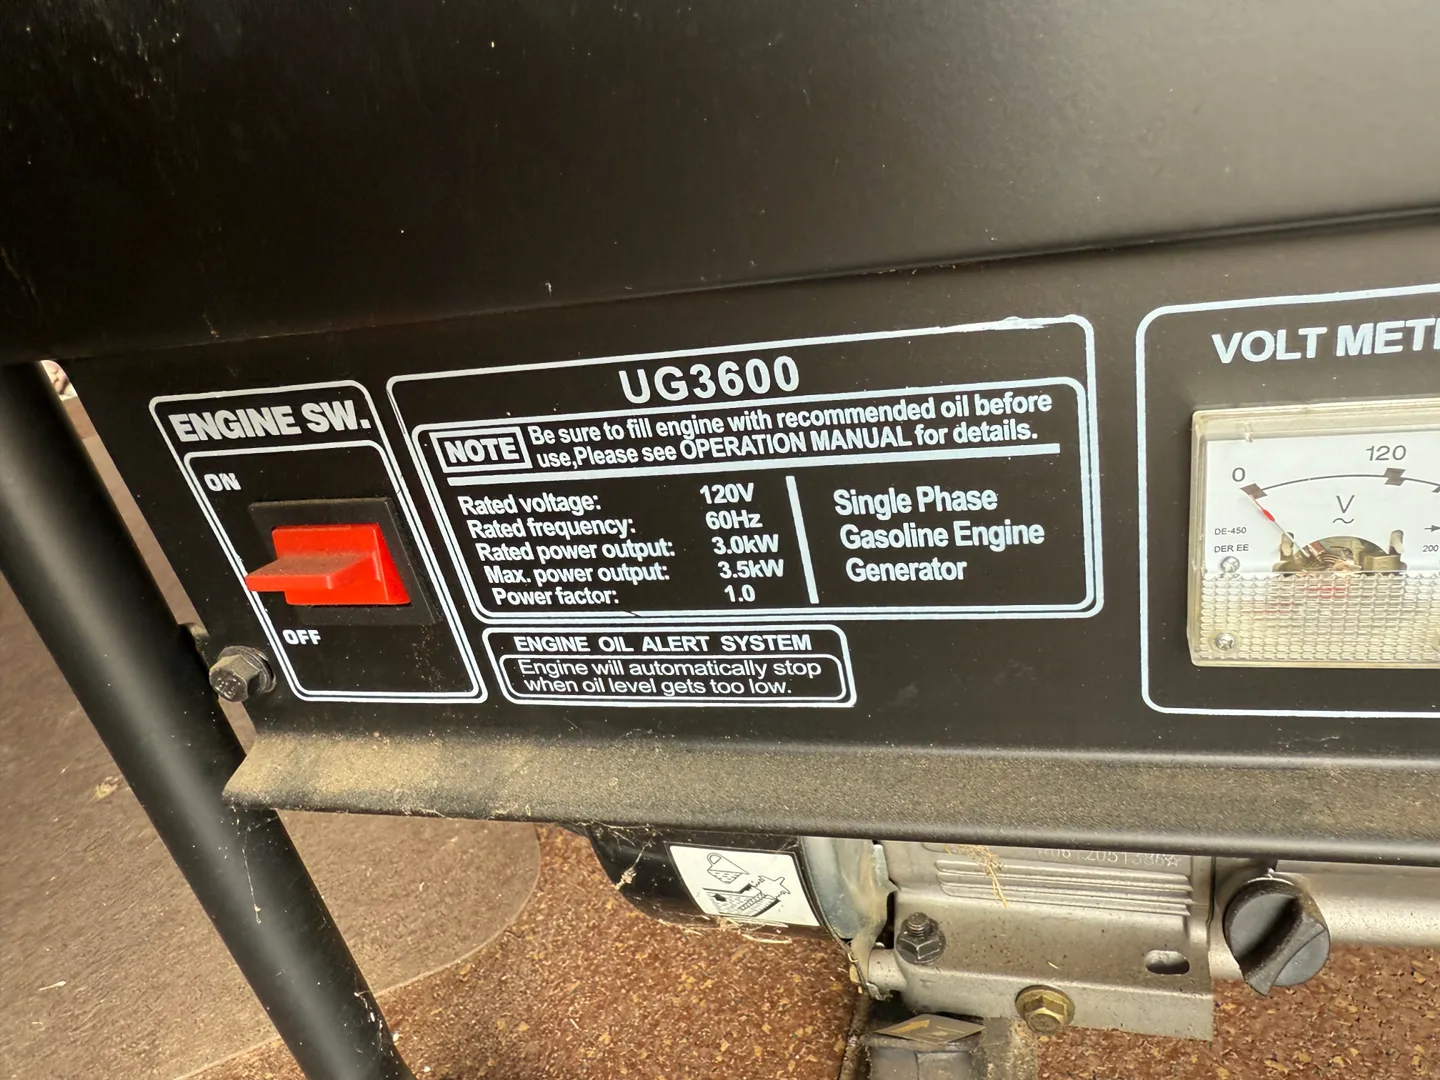 UG3600
ENGINE SW.
ON
OFF
NOTE Be sure to fill engine with recommended oil before
use,Please see OPERATION MANUAL for details.
Rated voltage: 120V
Rated frequency: 60Hz
Rated power output: 3.0kW
Max. power output: 3.5kW
Power factor: 1.0
Single Phase
Gasoline Engine
Generator
ENGINE OIL ALERT SYSTEM
Engine will automatically stop
when oil level gets too low.
VOLT
0 120
V
DE-450
DER EE
200